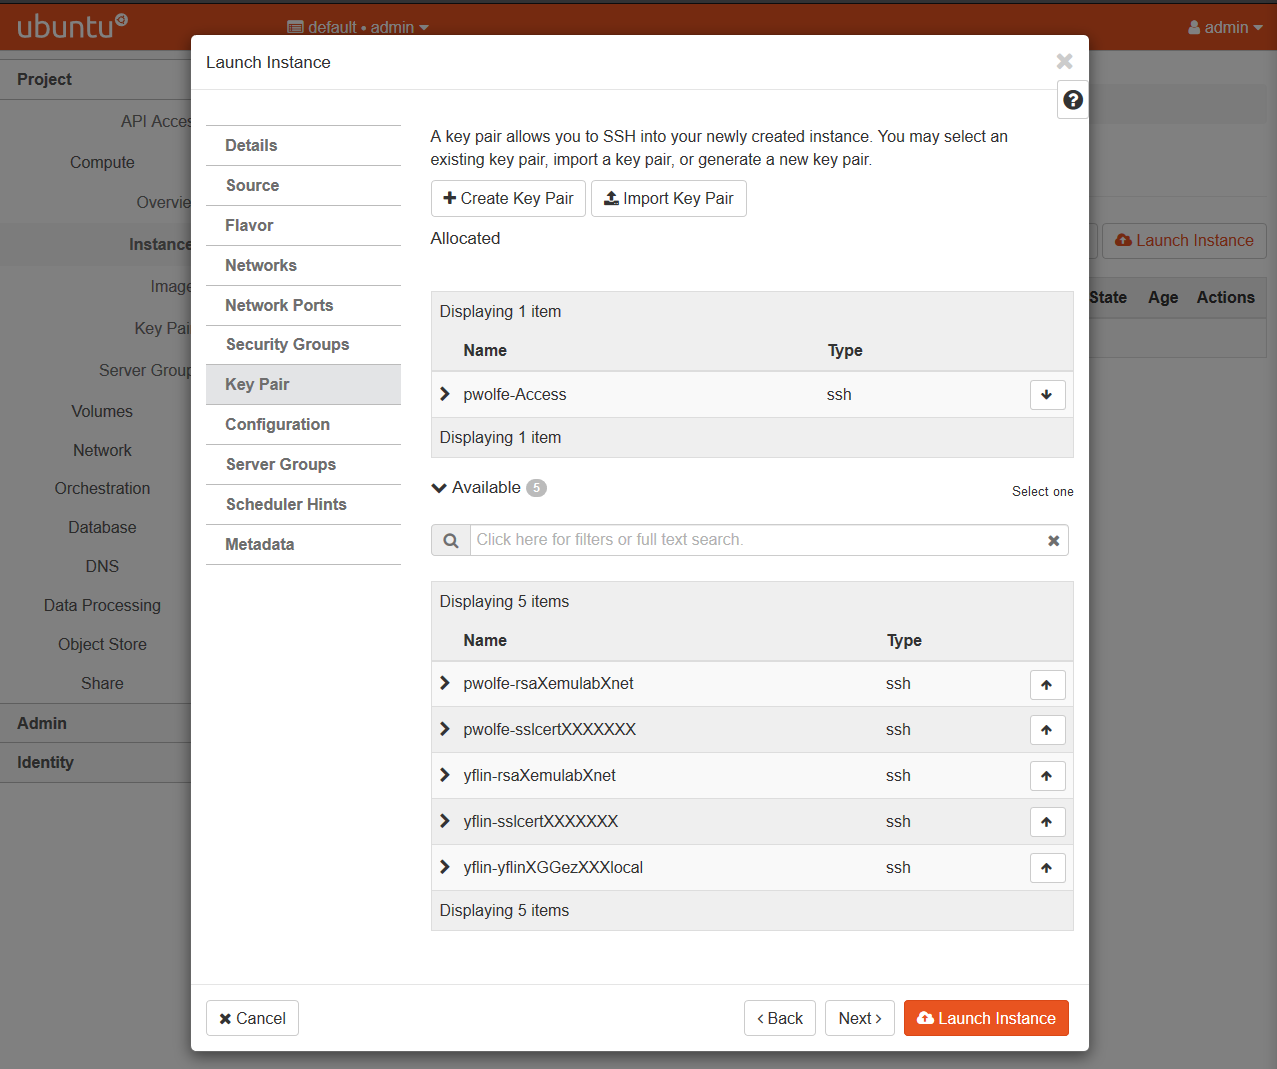 ubuntu
default • admin
admin
Launch Instance
Project
API Acces
Compute
Overvie
Instance
Image
Key Pai
Server Group
Volumes
Network
Orchestration
Database
DNS
Data Processing
Object Store
Share
Admin
Identity
Details
Source
Flavor
Networks
Network Ports
Security Groups
Key Pair
Configuration
Server Groups
Scheduler Hints
Metadata
A key pair allows you to SSH into your newly created instance. You may select an
existing key pair, import a key pair, or generate a new key pair.
Create Key Pair Import Key Pair
Allocated
Displaying 1 item
Name Type
pwolfe-Access ssh
Displaying 1 item
Available 5 Select one
Click here for filters or full text search.
Displaying 5 items
Name Type
pwolfe-rsaXemulabXnet ssh
pwolfe-sslcertXXXXXXX ssh
yflin-rsaXemulabXnet ssh
yflin-sslcertXXXXXXX ssh
yflin-yflinXGGezXXXlocal ssh
Displaying 5 items
Cancel < Back Next > Launch Instance
Launch Instance
State Age Actions